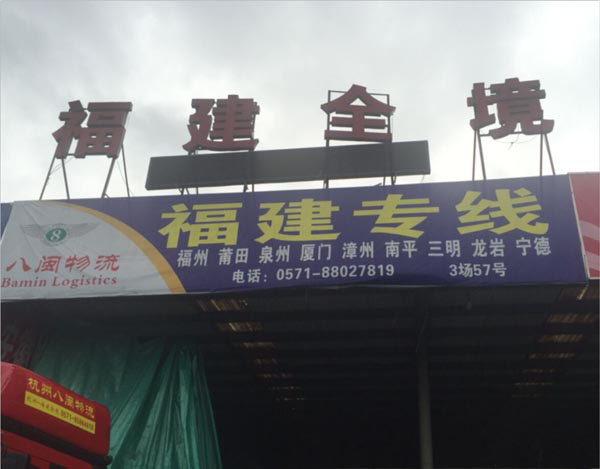 福建全境
福建专线
福州 莆田 泉州 厦门 漳州 南平 三明 龙岩 宁德
电话：0571-88027819 3场57号
8
八闽物流
Bamin Logistics
杭州八闽物流